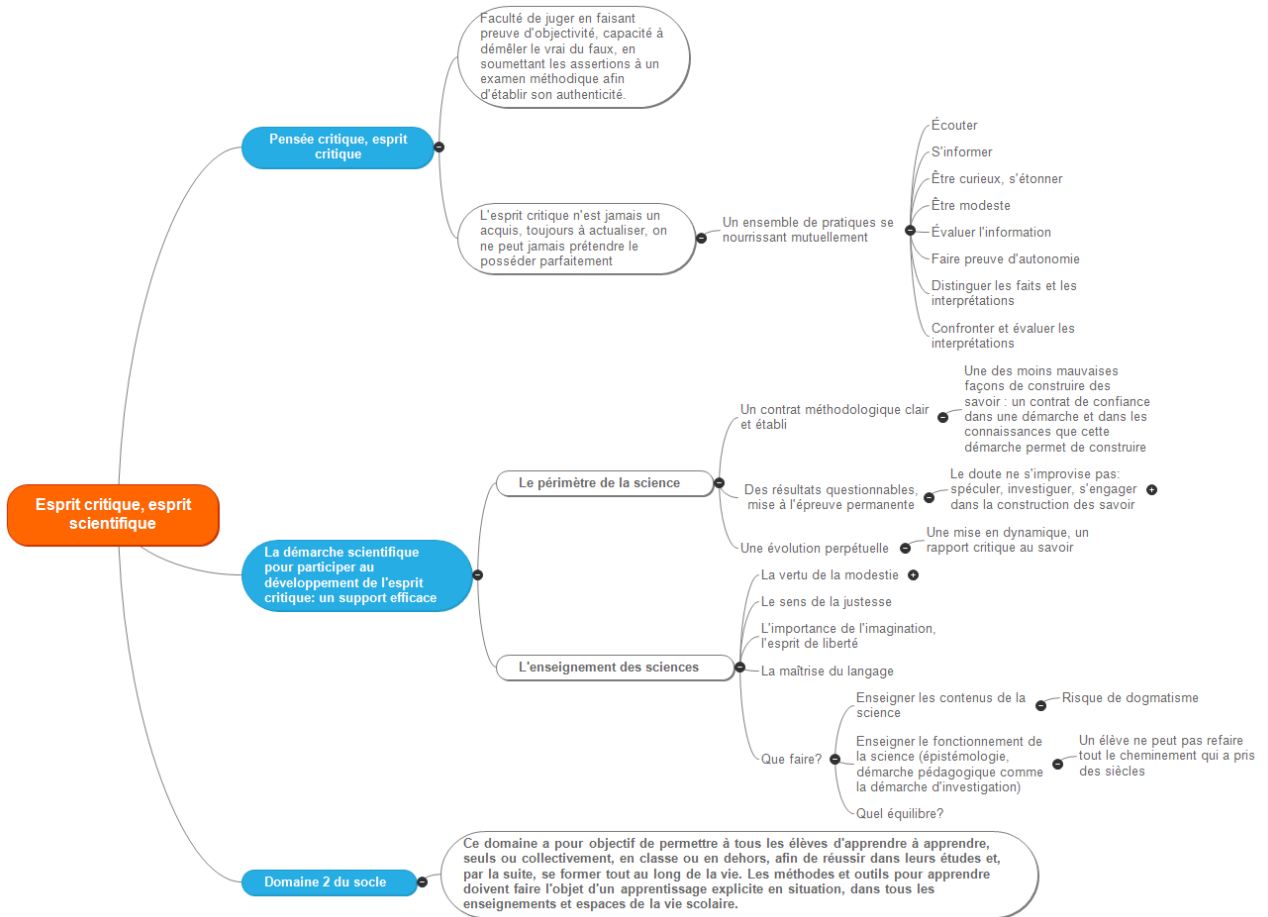 Esprit critique, esprit
scientifique
Pensée critique, esprit
critique
Faculté de juger en faisant
preuve d'objectivité, capacité à
démêler le vrai du faux, en
soumettant les assertions à un
examen méthodique afin
d'établir son authenticité.
L'esprit critique n'est jamais un
acquis, toujours à actualiser, on
ne peut jamais prétendre le
posséder parfaitement
Un ensemble de pratiques se
nourrissant mutuellement
Écouter
S'informer
Être curieux, s'étonner
Être modeste
Évaluer l'information
Faire preuve d'autonomie
Distinguer les faits et les
interprétations
Confronter et évaluer les
interprétations
La démarche scientifique
pour participer au
développement de l'esprit
critique: un support efficace
Le périmètre de la science
Un contrat méthodologique clair
et établi
Une des moins mauvaises
façons de construire des
savoir : un contrat de confiance
dans une démarche et dans les
connaissances que cette
démarche permet de construire
Des résultats questionnables,
mise à l'épreuve permanente
Le doute ne s'improvise pas:
spéculer, investiguer, s'engager
dans la construction des savoir
Une évolution perpétuelle
Une mise en dynamique, un
rapport critique au savoir
L'enseignement des sciences
La vertu de la modestie
Le sens de la justesse
L'importance de l'imagination,
l'esprit de liberté
La maîtrise du langage
Que faire?
Enseigner les contenus de la
science
Risque de dogmatisme
Enseigner le fonctionnement de
la science (épistémologie,
démarche pédagogique comme
la démarche d'investigation)
Un élève ne peut pas refaire
tout le cheminement qui a pris
des siècles
Quel équilibre?
Domaine 2 du socle
Ce domaine a pour objectif de permettre à tous les élèves d'apprendre à apprendre,
seuls ou collectivement, en classe ou en dehors, afin de réussir dans leurs études et,
par la suite, se former tout au long de la vie. Les méthodes et outils pour apprendre
doivent faire l'objet d'un apprentissage explicite en situation, dans tous les
enseignements et espaces de la vie scolaire.